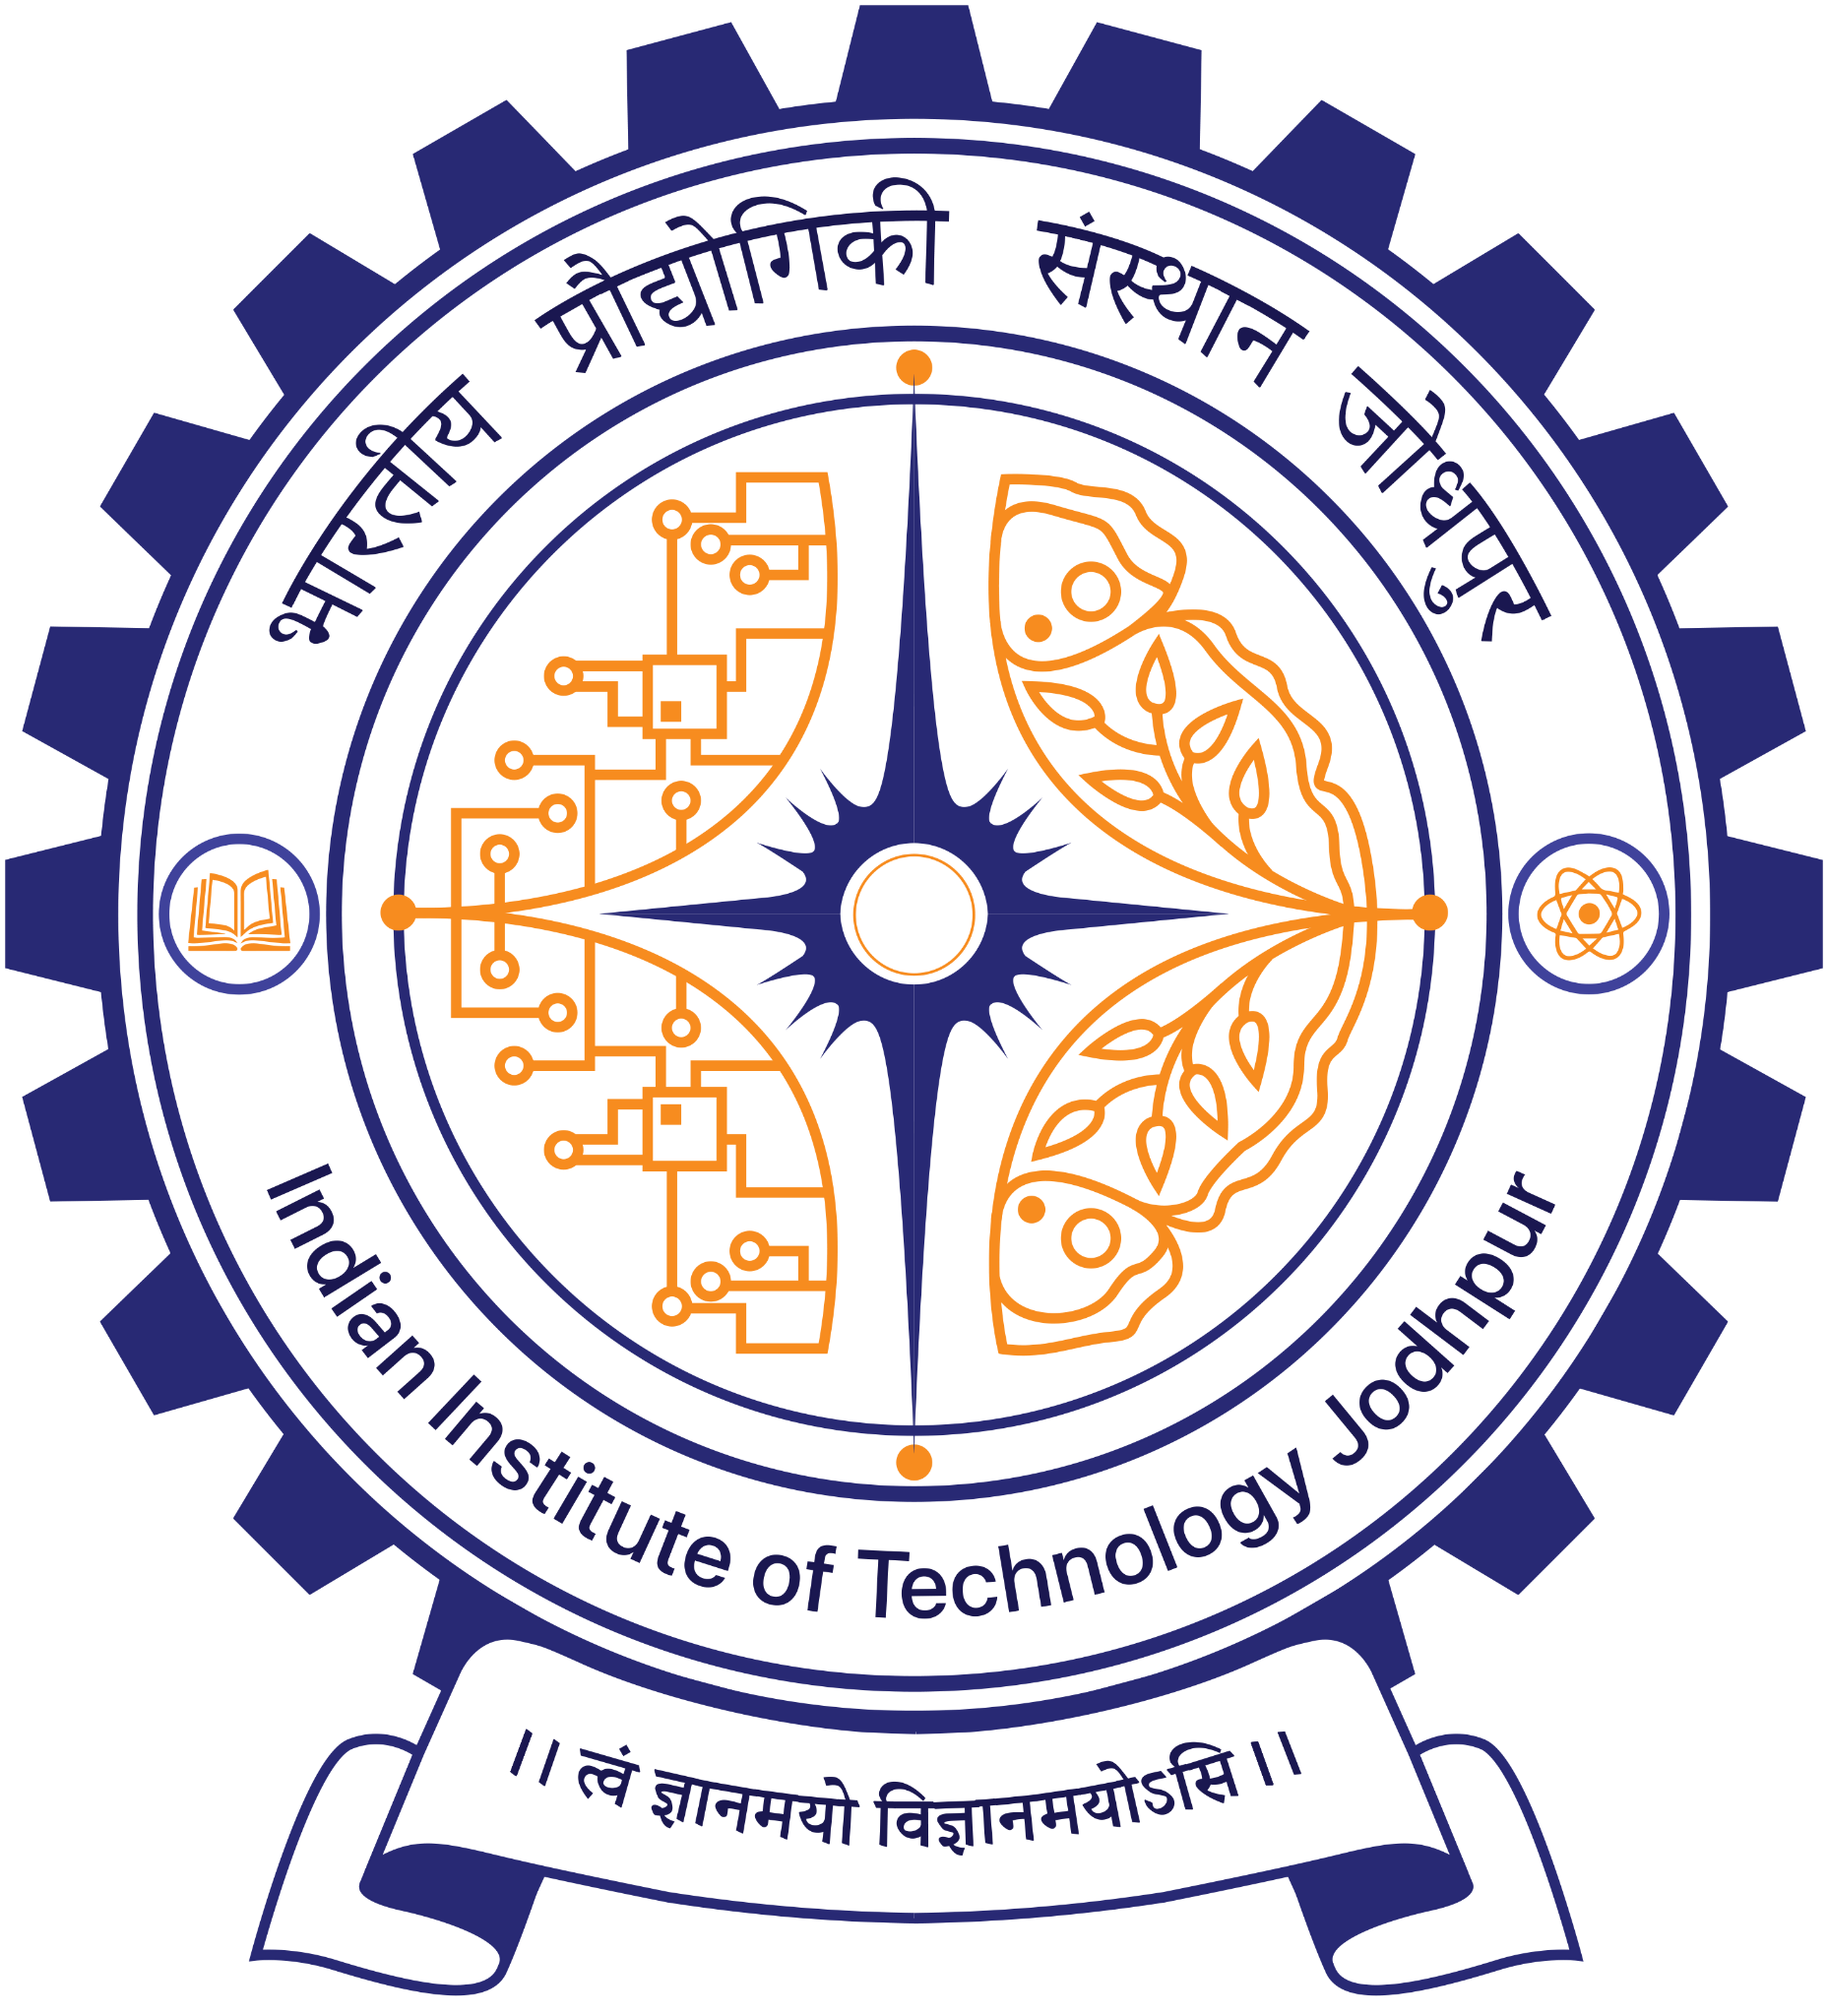 भारतीय प्रौद्योगिकी संस्थान जोधपुर
Indian Institute of Technology Jodhpur
।। त्वं ज्ञानमयो विज्ञानमयोऽसि ।।